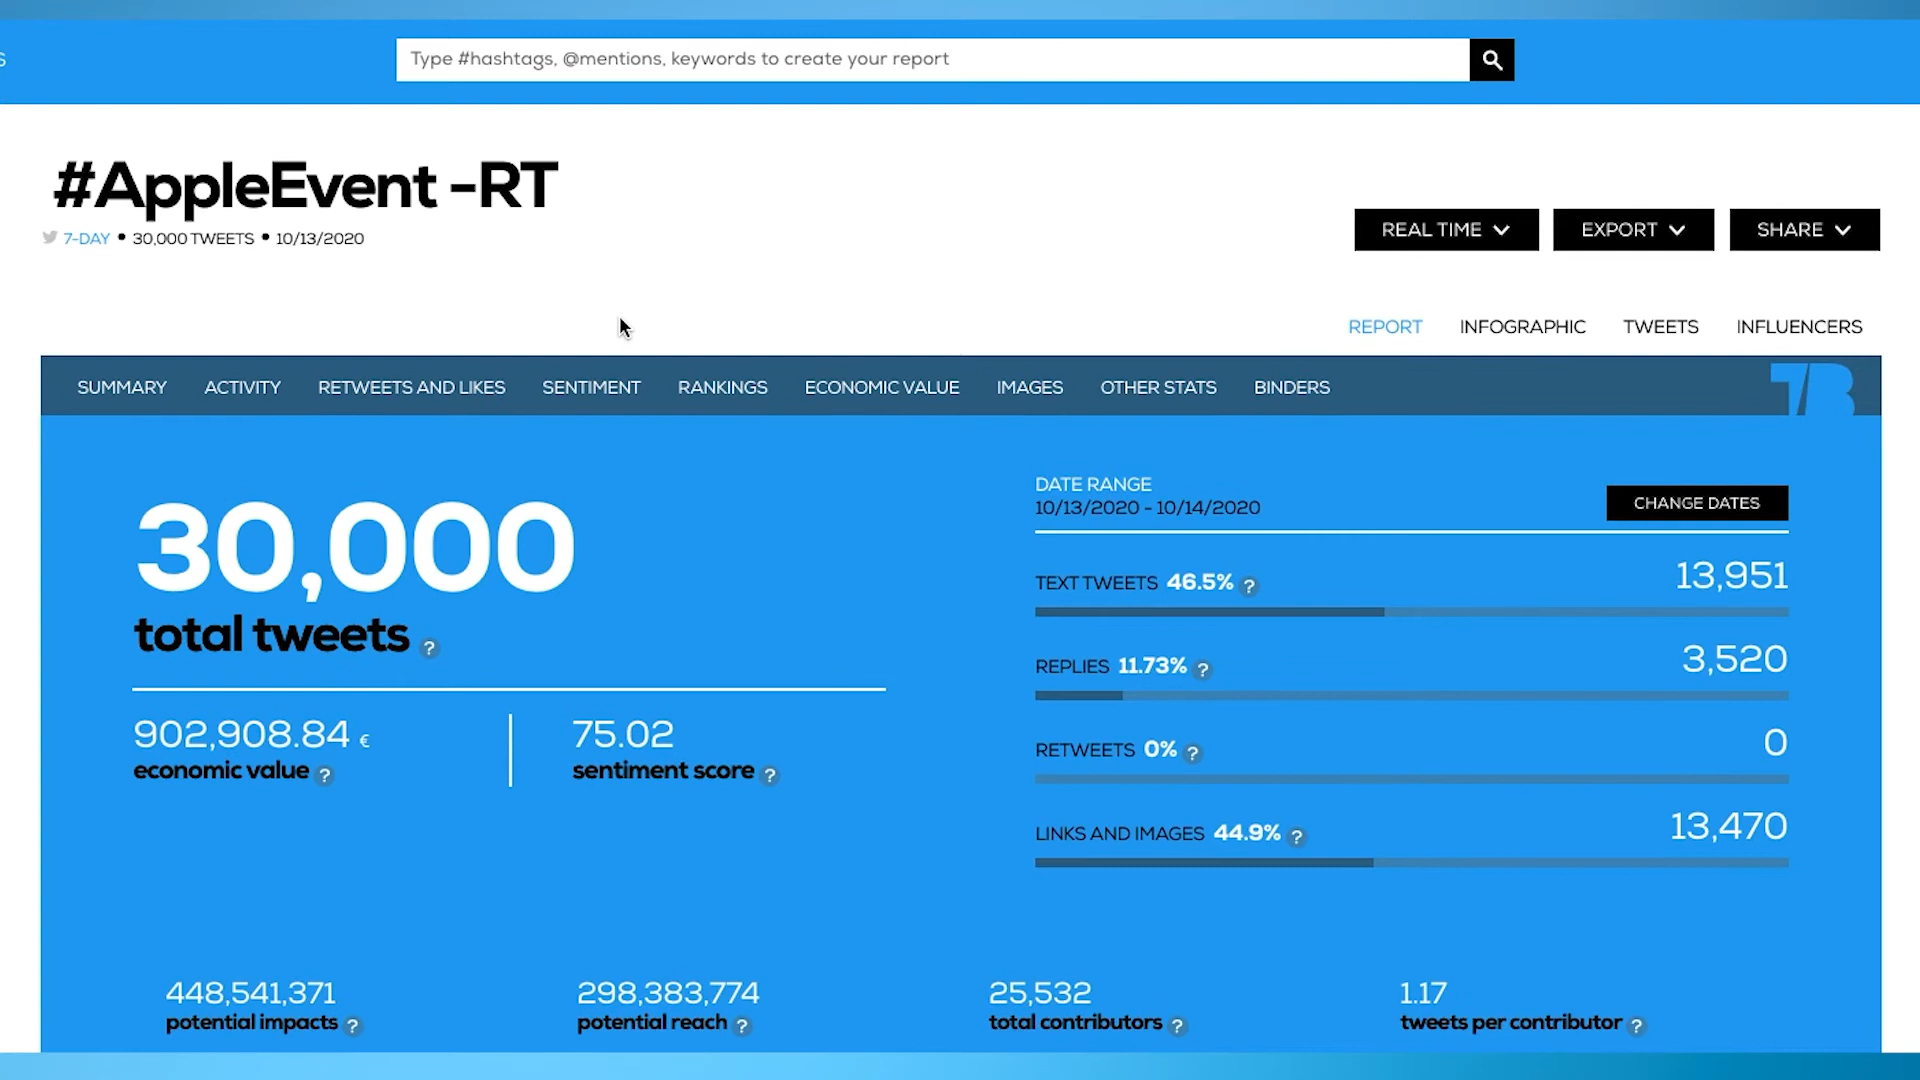 S
Type #hashtags, @mentions, keywords to create your report
#AppleEvent -RT
7-DAY • 30,000 TWEETS • 10/13/2020
REAL TIME EXPORT SHARE
REPORT INFOGRAPHIC TWEETS INFLUENCERS
SUMMARY ACTIVITY RETWEETS AND LIKES SENTIMENT RANKINGS ECONOMIC VALUE IMAGES OTHER STATS BINDERS
TB
30,000
total tweets ?
902,908.84 €
economic value ?
75.02
sentiment score ?
DATE RANGE
10/13/2020 - 10/14/2020
CHANGE DATES
TEXT TWEETS 46.5% ? 13,951
REPLIES 11.73% ? 3,520
RETWEETS 0% ? 0
LINKS AND IMAGES 44.9% ? 13,470
448,541,371
potential impacts ?
298,383,774
potential reach ?
25,532
total contributors ?
1.17
tweets per contributor ?